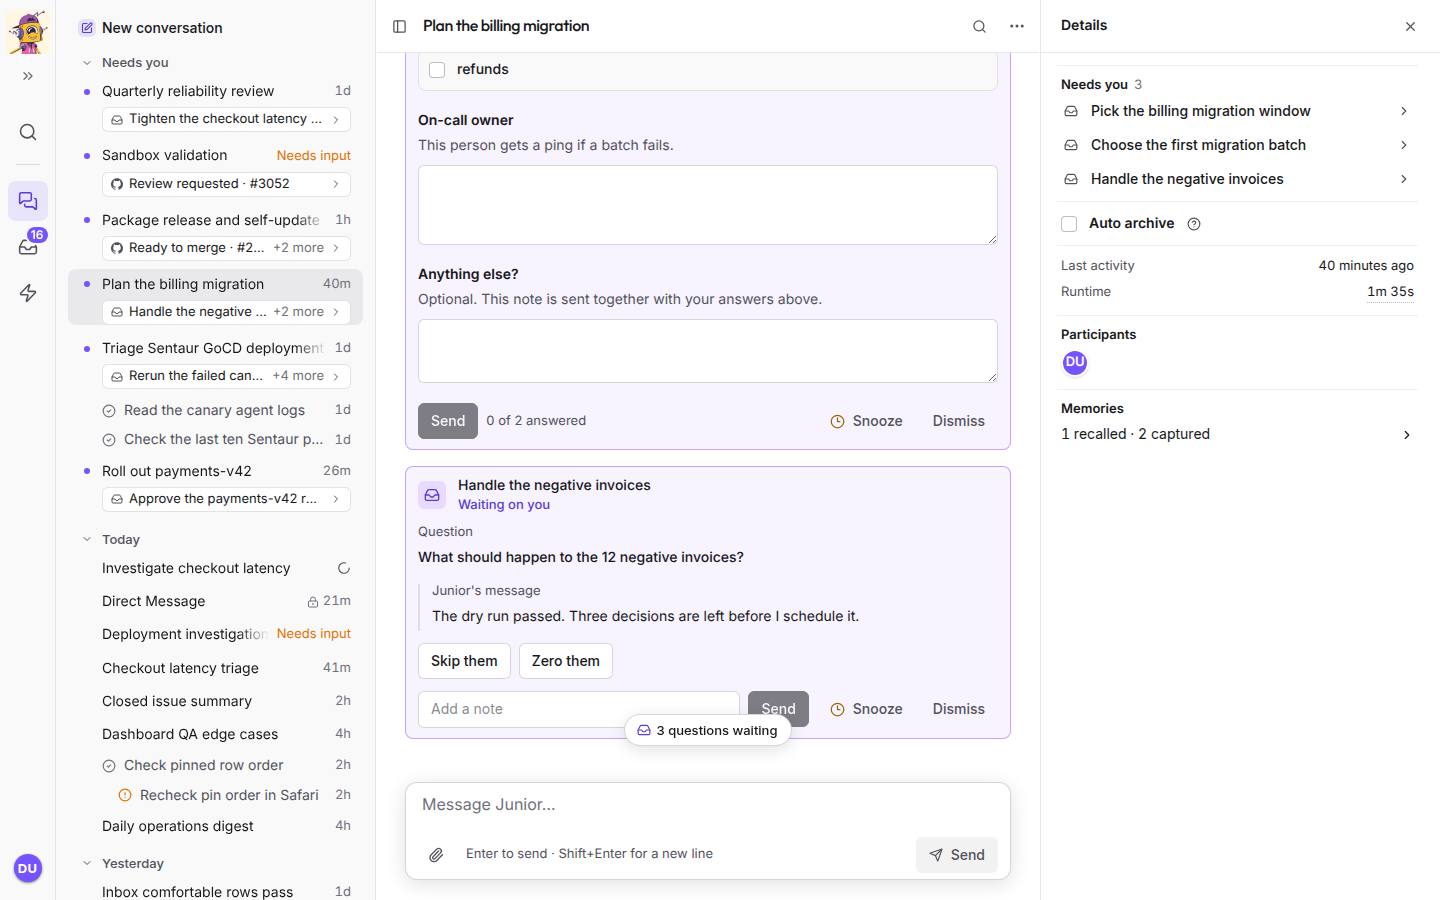 New conversation
Needs you
Quarterly reliability review 1d
Tighten the checkout latency ...
Sandbox validation Needs input
Review requested · #3052
Package release and self-update 1h
Ready to merge · #2... +2 more
Plan the billing migration 40m
Handle the negative ... +2 more
Triage Sentaur GoCD deployment 1d
Rerun the failed can... +4 more
Read the canary agent logs 1d
Check the last ten Sentaur p... 1d
Roll out payments-v42 26m
Approve the payments-v42 r...
Today
Investigate checkout latency
Direct Message 21m
Deployment investigation Needs input
Checkout latency triage 41m
Closed issue summary 2h
Dashboard QA edge cases 4h
Check pinned row order 2h
Recheck pin order in Safari 2h
Daily operations digest 4h
Yesterday
Inbox comfortable rows pass 1d
16
DU
Plan the billing migration
refunds
On-call owner
This person gets a ping if a batch fails.
Anything else?
Optional. This note is sent together with your answers above.
Send 0 of 2 answered Snooze Dismiss
Handle the negative invoices
Waiting on you
Question
What should happen to the 12 negative invoices?
Junior's message
The dry run passed. Three decisions are left before I schedule it.
Skip them Zero them
Add a note Send Snooze Dismiss
3 questions waiting
Message Junior...
Enter to send · Shift+Enter for a new line Send
Details
Needs you 3
Pick the billing migration window
Choose the first migration batch
Handle the negative invoices
Auto archive
Last activity 40 minutes ago
Runtime 1m 35s
Participants
DU
Memories
1 recalled · 2 captured